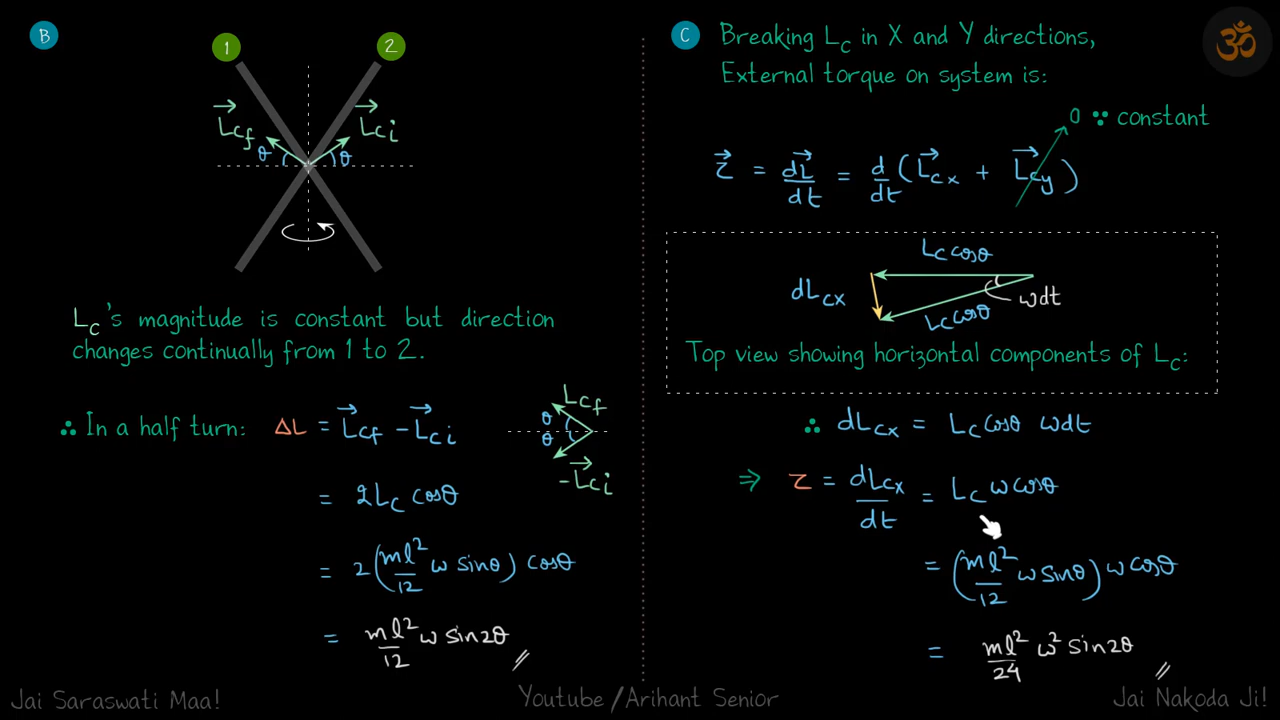 B
1
2
L⃗cf
L⃗ci
θ
θ
Lc's magnitude is constant but direction
changes continually from 1 to 2.
∴ In a half turn: ΔL = L⃗cf − L⃗ci
Lcf
θ
θ
−L⃗ci
= 2Lc cosθ
= 2 (ml²/12 ω sinθ) cosθ
= ml²/12 ω sin2θ //
C
Breaking Lc in X and Y directions,
External torque on system is:
0 ∵ constant
τ⃗ = dL⃗/dt = d/dt (L⃗cx + L⃗cy)
Lc cosθ
dLcx
ωdt
Lc cosθ
Top view showing horizontal components of Lc:
∴ dLcx = Lc cosθ ωdt
⇒ τ = dLcx/dt = Lc ω cosθ
= (ml²/12 ω sinθ) ω cosθ
= ml²/24 ω² sin2θ //
ॐ
Jai Saraswati Maa!
Youtube/Arihant Senior
Jai Nakoda Ji!